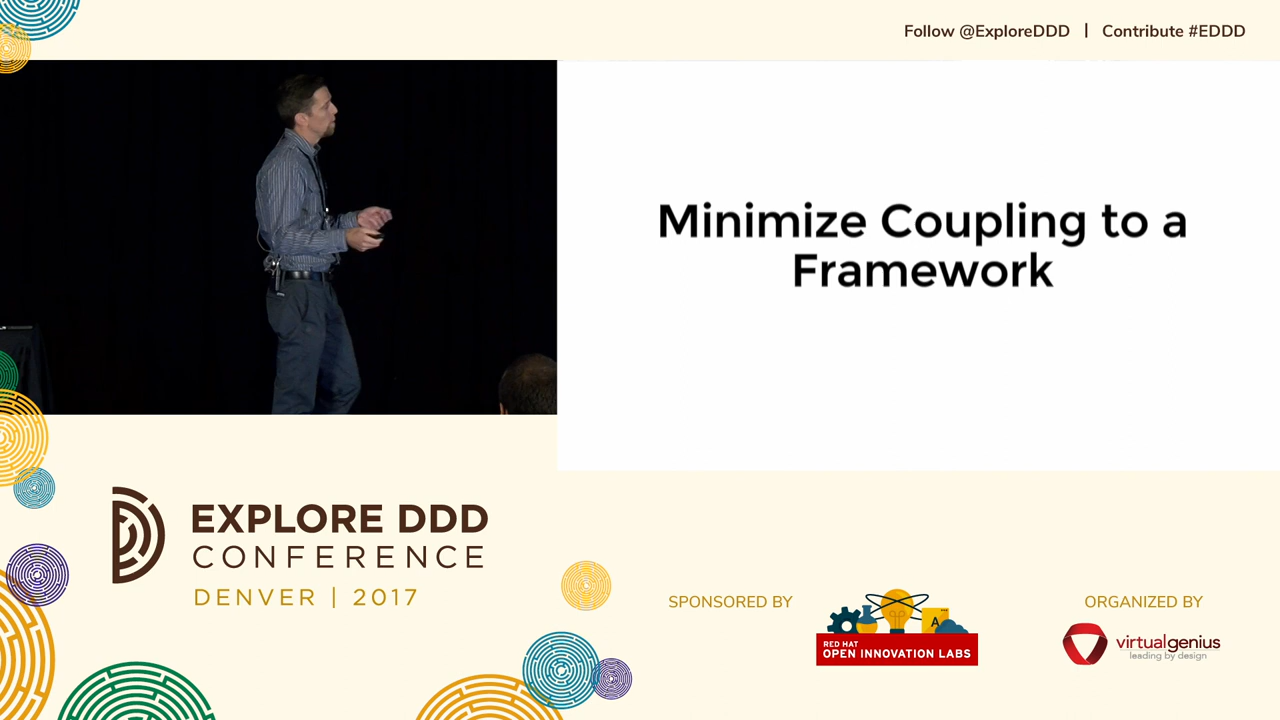 Follow @ExploreDDD | Contribute #EDDD
Minimize Coupling to a
Framework
EXPLORE DDD
CONFERENCE
DENVER | 2017
SPONSORED BY
A
RED HAT
OPEN INNOVATION LABS
ORGANIZED BY
virtualgenius
leading by design